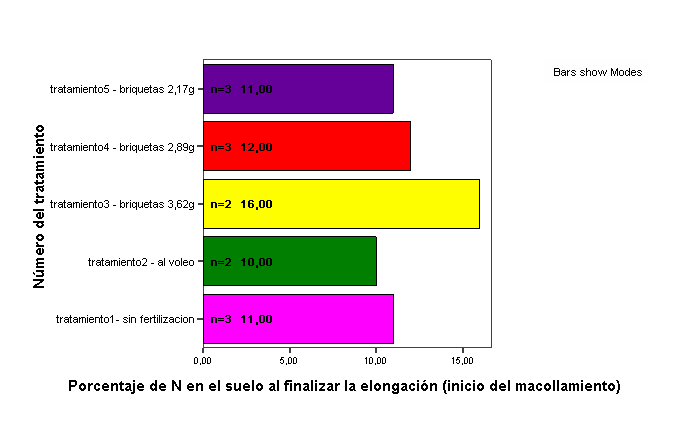 Bars show Modes
Número del tratamiento
tratamiento5 - briquetas 2,17g
n=3 11,00
tratamiento4 - briquetas 2,89g
n=3 12,00
tratamiento3 - briquetas 3,62g
n=2 16,00
tratamiento2 - al voleo
n=2 10,00
tratamiento1- sin fertilizacion
n=3 11,00
0,00 5,00 10,00 15,00
Porcentaje de N en el suelo al finalizar la elongación (inicio del macollamiento)